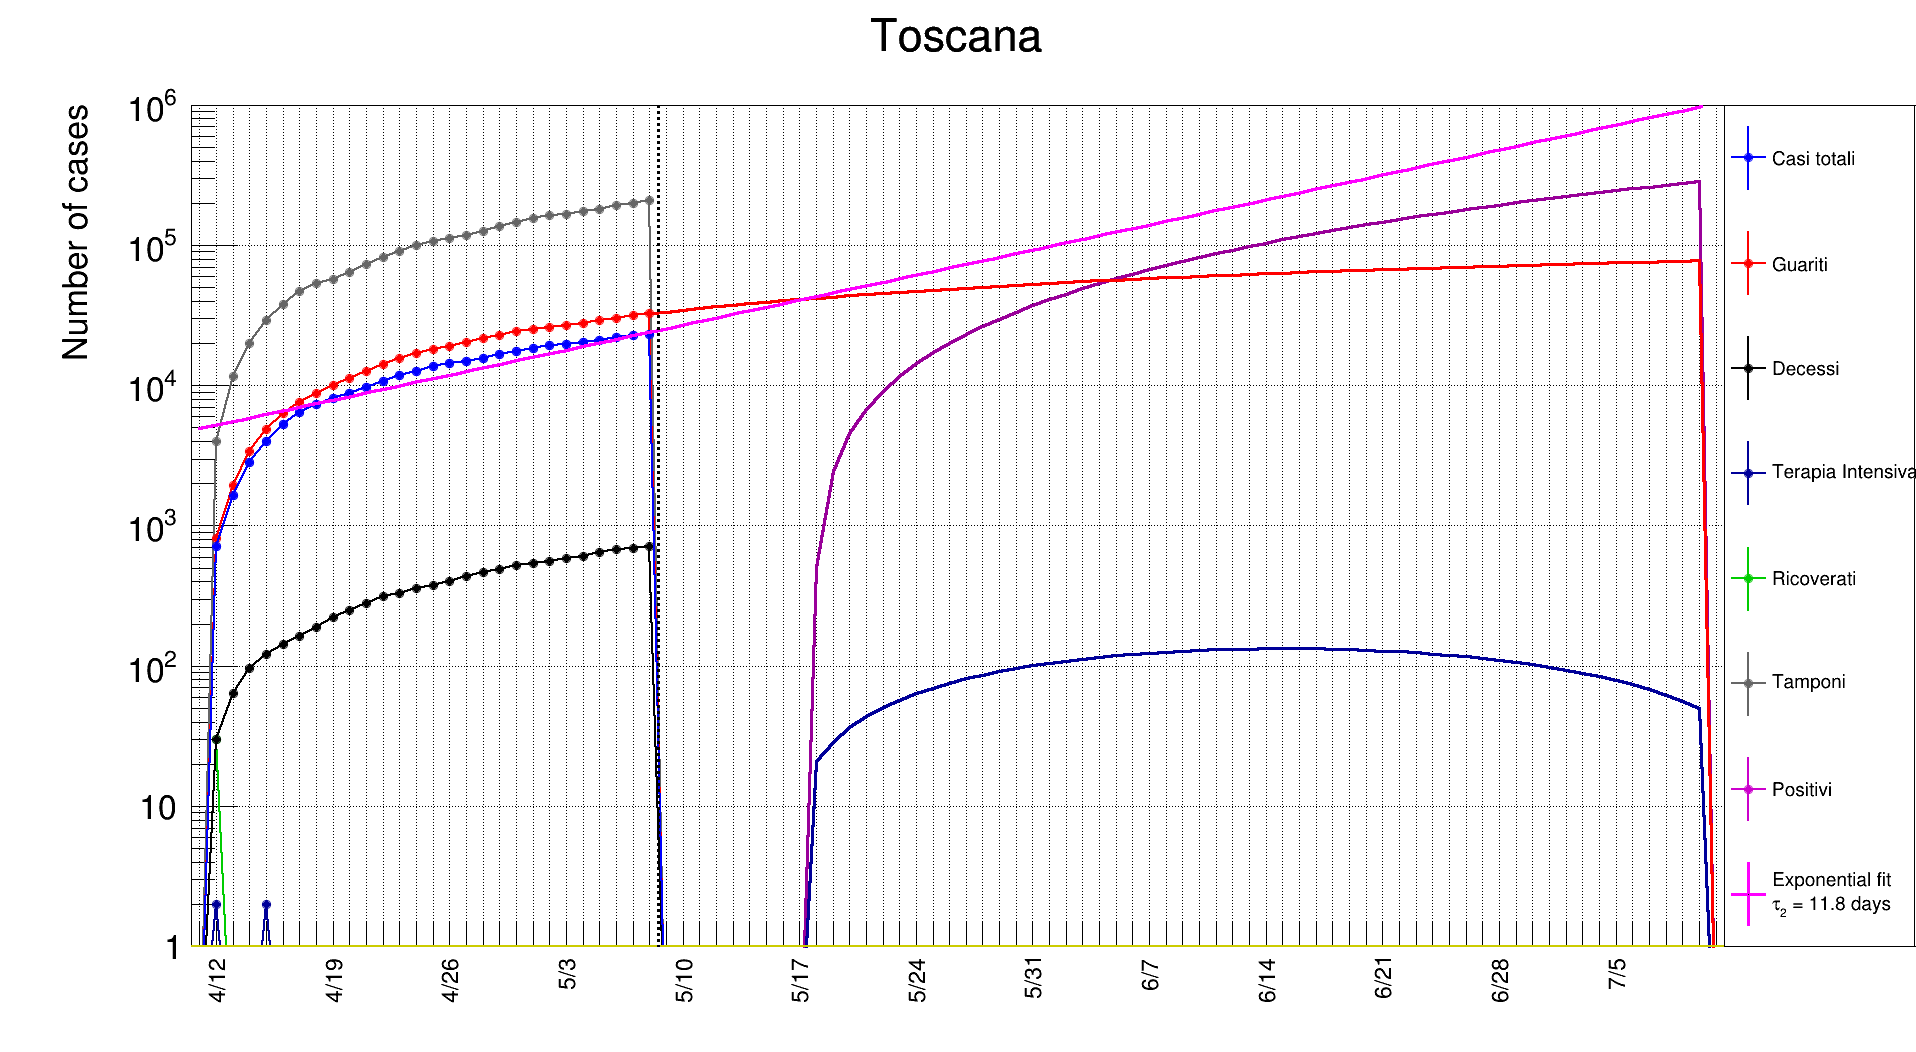 Toscana
Number of cases
10^6
10^5
10^4
10^3
10^2
10
1
4/12
4/19
4/26
5/3
5/10
5/17
5/24
5/31
6/7
6/14
6/21
6/28
7/5
Casi totali
Guariti
Decessi
Terapia Intensiva
Ricoverati
Tamponi
Positivi
Exponential fit
τ_2 = 11.8 days